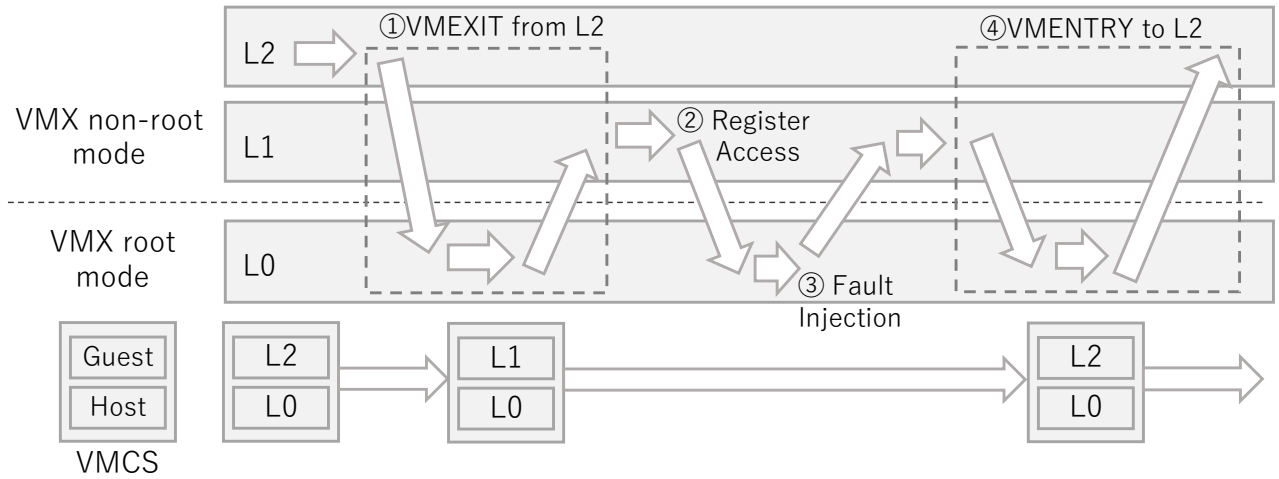 ①VMEXIT from L2
④VMENTRY to L2
L2
VMX non-root
mode
L1
② Register
Access
VMX root
mode
L0
③ Fault
Injection
Guest
Host
VMCS
L2
L0
L1
L0
L2
L0